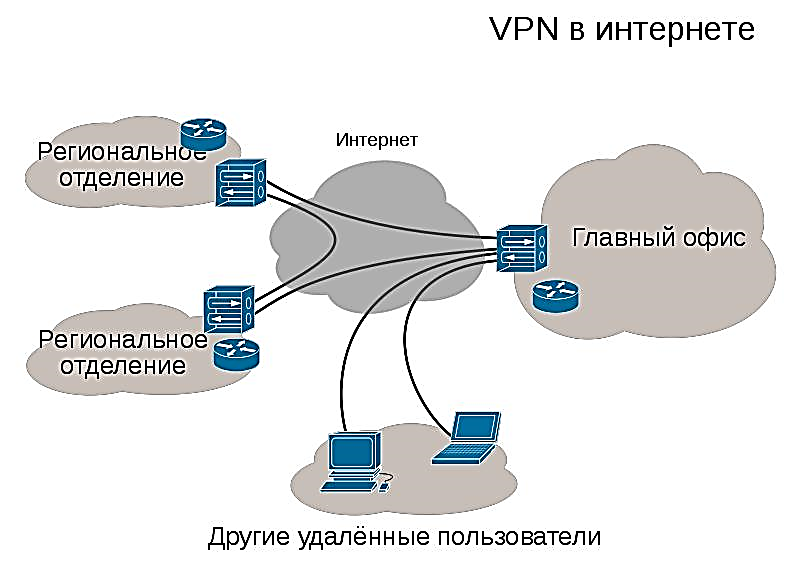 VPN в интернете
Интернет
Региональное
отделение
Главный офис
Региональное
отделение
Другие удалённые пользователи